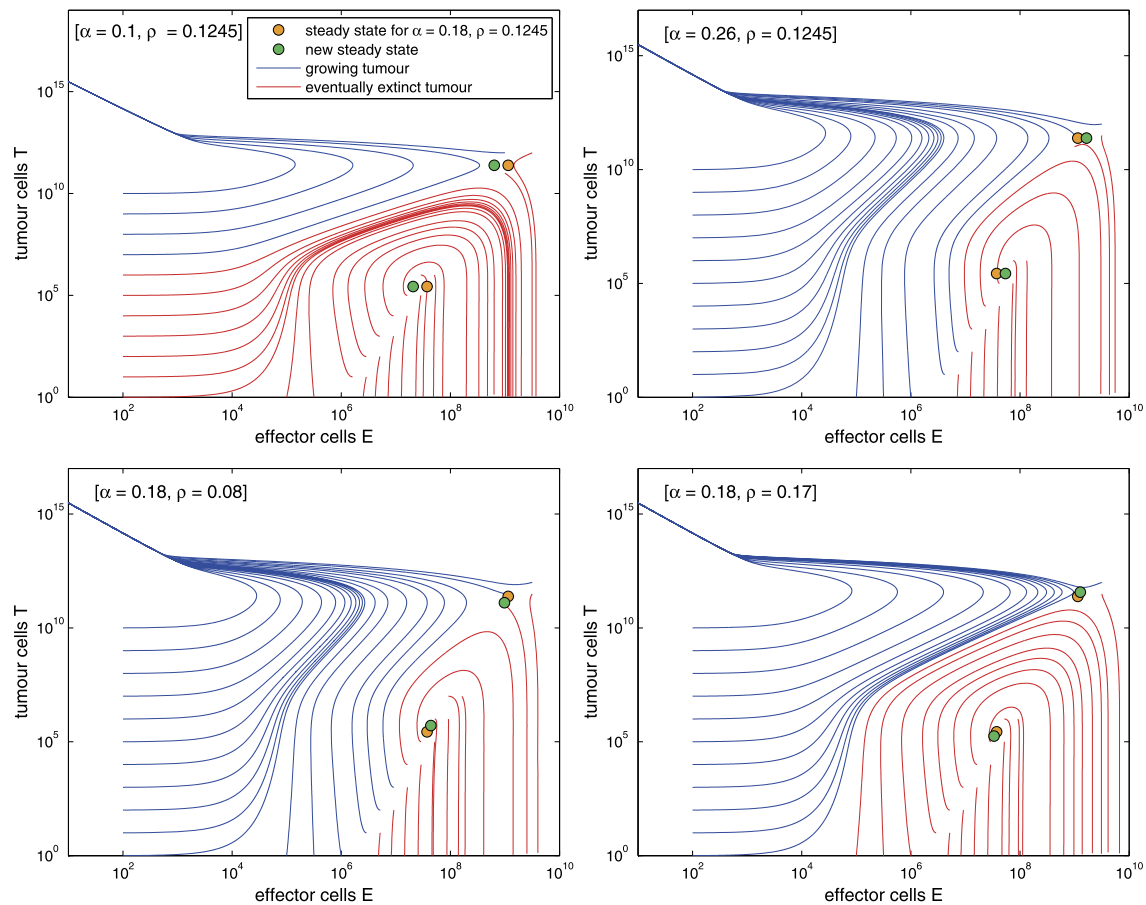 [α = 0.1, ρ = 0.1245]
steady state for α = 0.18, ρ = 0.1245
new steady state
growing tumour
eventually extinct tumour
10^15
10^10
10^5
10^0
tumour cells T
10^2 10^4 10^6 10^8 10^10
effector cells E
[α = 0.26, ρ = 0.1245]
10^15
10^10
10^5
10^0
tumour cells T
10^2 10^4 10^6 10^8 10^10
effector cells E
[α = 0.18, ρ = 0.08]
10^15
10^10
10^5
10^0
tumour cells T
10^2 10^4 10^6 10^8 10^10
effector cells E
[α = 0.18, ρ = 0.17]
10^15
10^10
10^5
10^0
tumour cells T
10^2 10^4 10^6 10^8 10^10
effector cells E